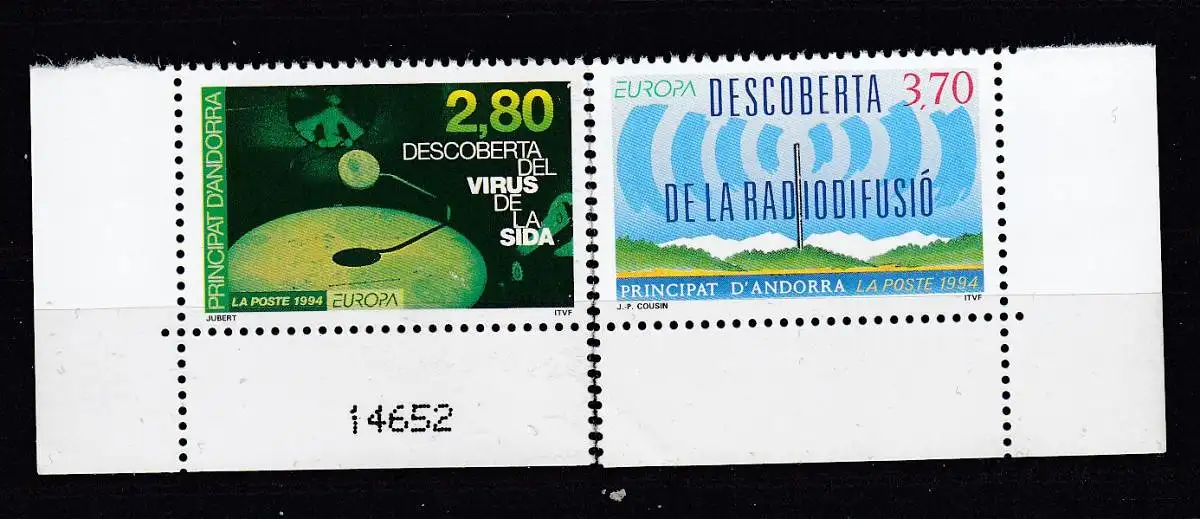 PRINCIPAT D'ANDORRA
2,80
DESCOBERTA
DEL
VIRUS
DE
LA
SIDA
LA POSTE 1994 EUROPA
JUBERT ITVF
14652
EUROPA DESCOBERTA 3,70
DE LA RADIODIFUSIÓ
PRINCIPAT D'ANDORRA LA POSTE 1994
J.-P. COUSIN ITVF